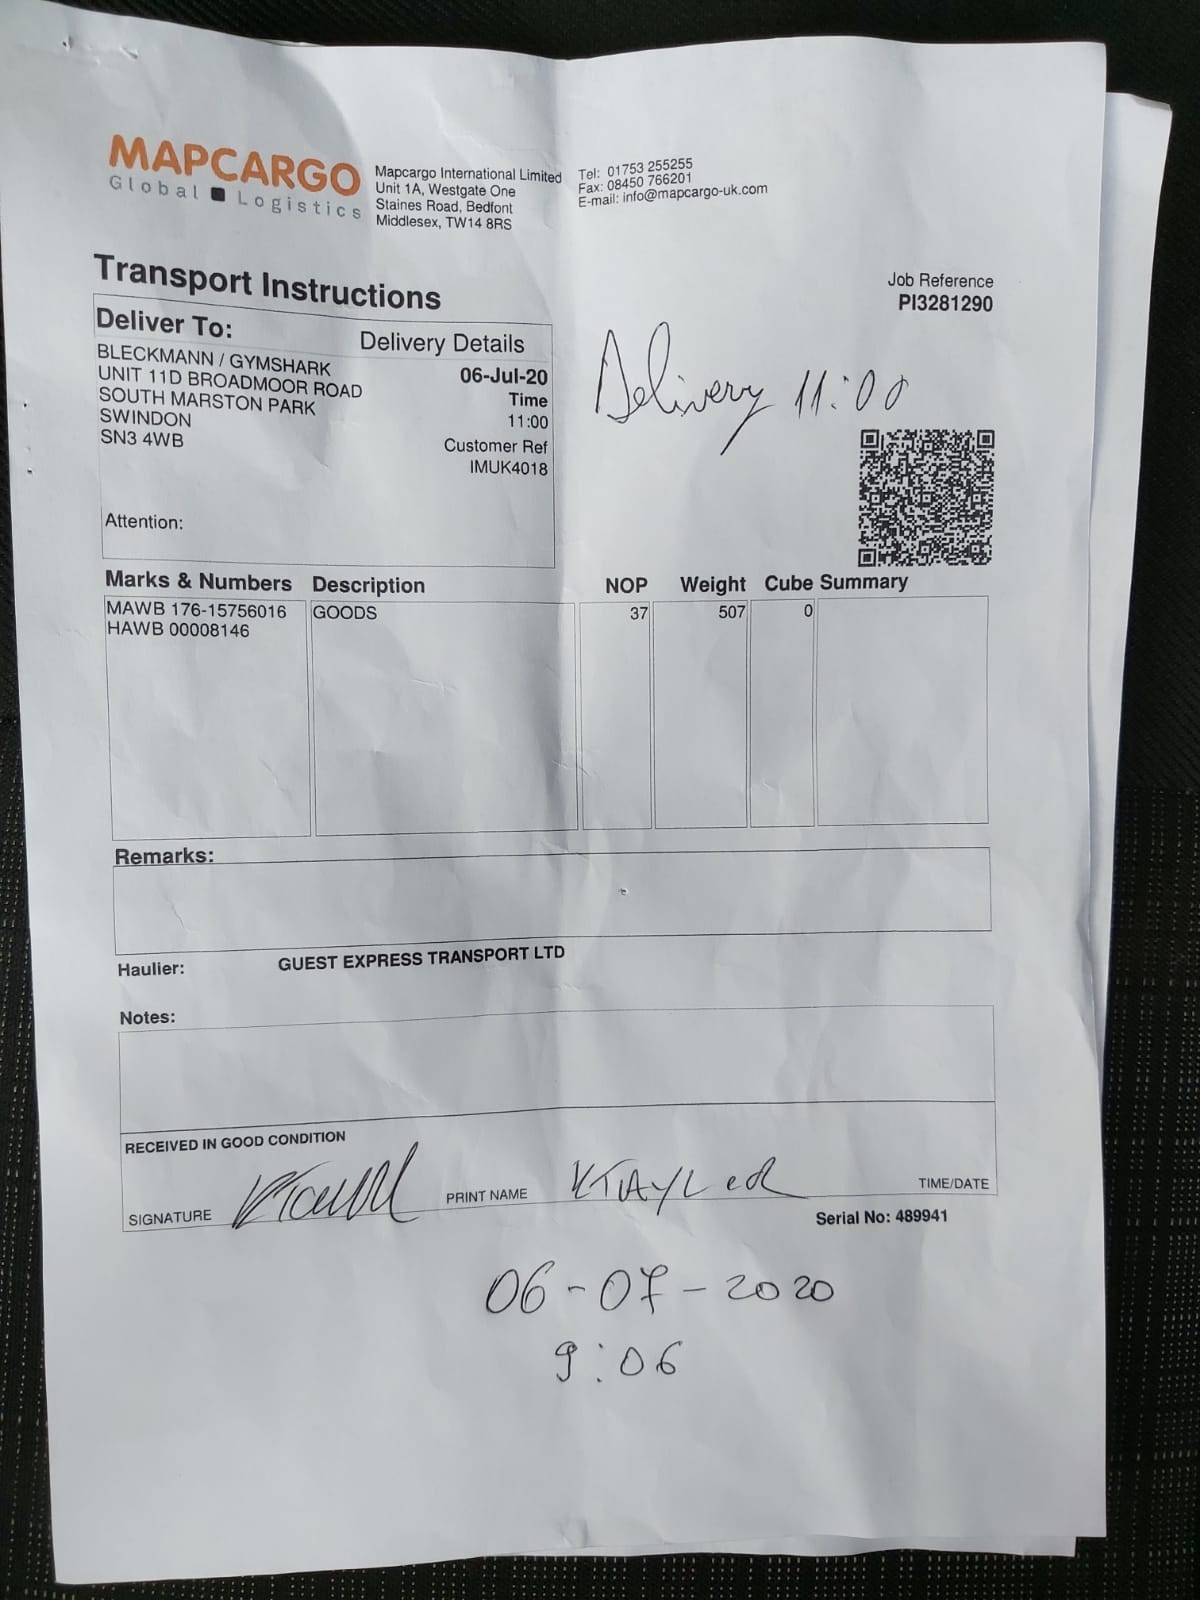 MAPCARGO
Global Logistics
Mapcargo International Limited
Unit 1A, Westgate One
Staines Road, Bedfont
Middlesex, TW14 8RS
Tel: 01753 255255
Fax: 08450 766201
E-mail: info@mapcargo-uk.com
Transport Instructions
Job Reference
PI3281290
Deliver To:
BLECKMANN / GYMSHARK
UNIT 11D BROADMOOR ROAD
SOUTH MARSTON PARK
SWINDON
SN3 4WB
Attention:
Delivery Details
06-Jul-20
Time
11:00
Customer Ref
IMUK4018
Delivery 11:00
Marks & Numbers Description NOP Weight Cube Summary
MAWB 176-15756016 GOODS 37 507 0
HAWB 00008146
Remarks:
Haulier: GUEST EXPRESS TRANSPORT LTD
Notes:
RECEIVED IN GOOD CONDITION
SIGNATURE PRINT NAME KTAYLOR TIME/DATE
Serial No: 489941
06-07-2020
9:06